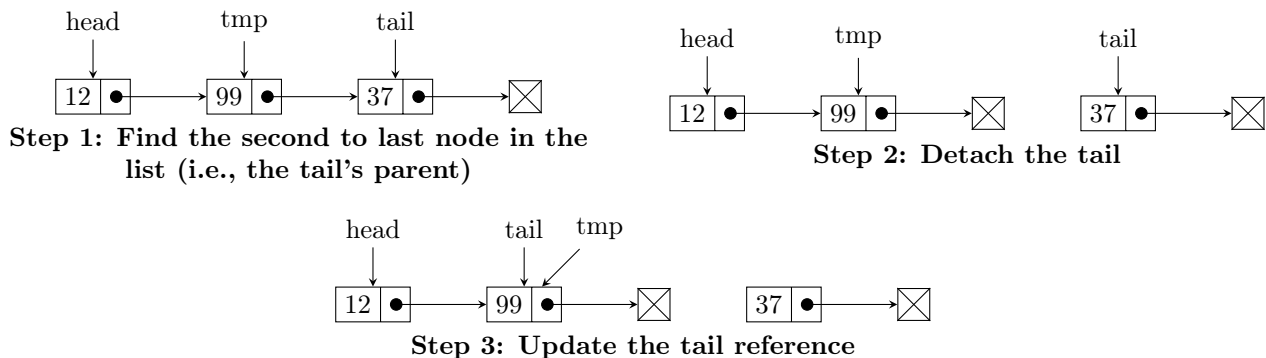 head tmp tail
12 99 37
Step 1: Find the second to last node in the
list (i.e., the tail's parent)
head tmp tail
12 99 37
Step 2: Detach the tail
head tail tmp
12 99 37
Step 3: Update the tail reference